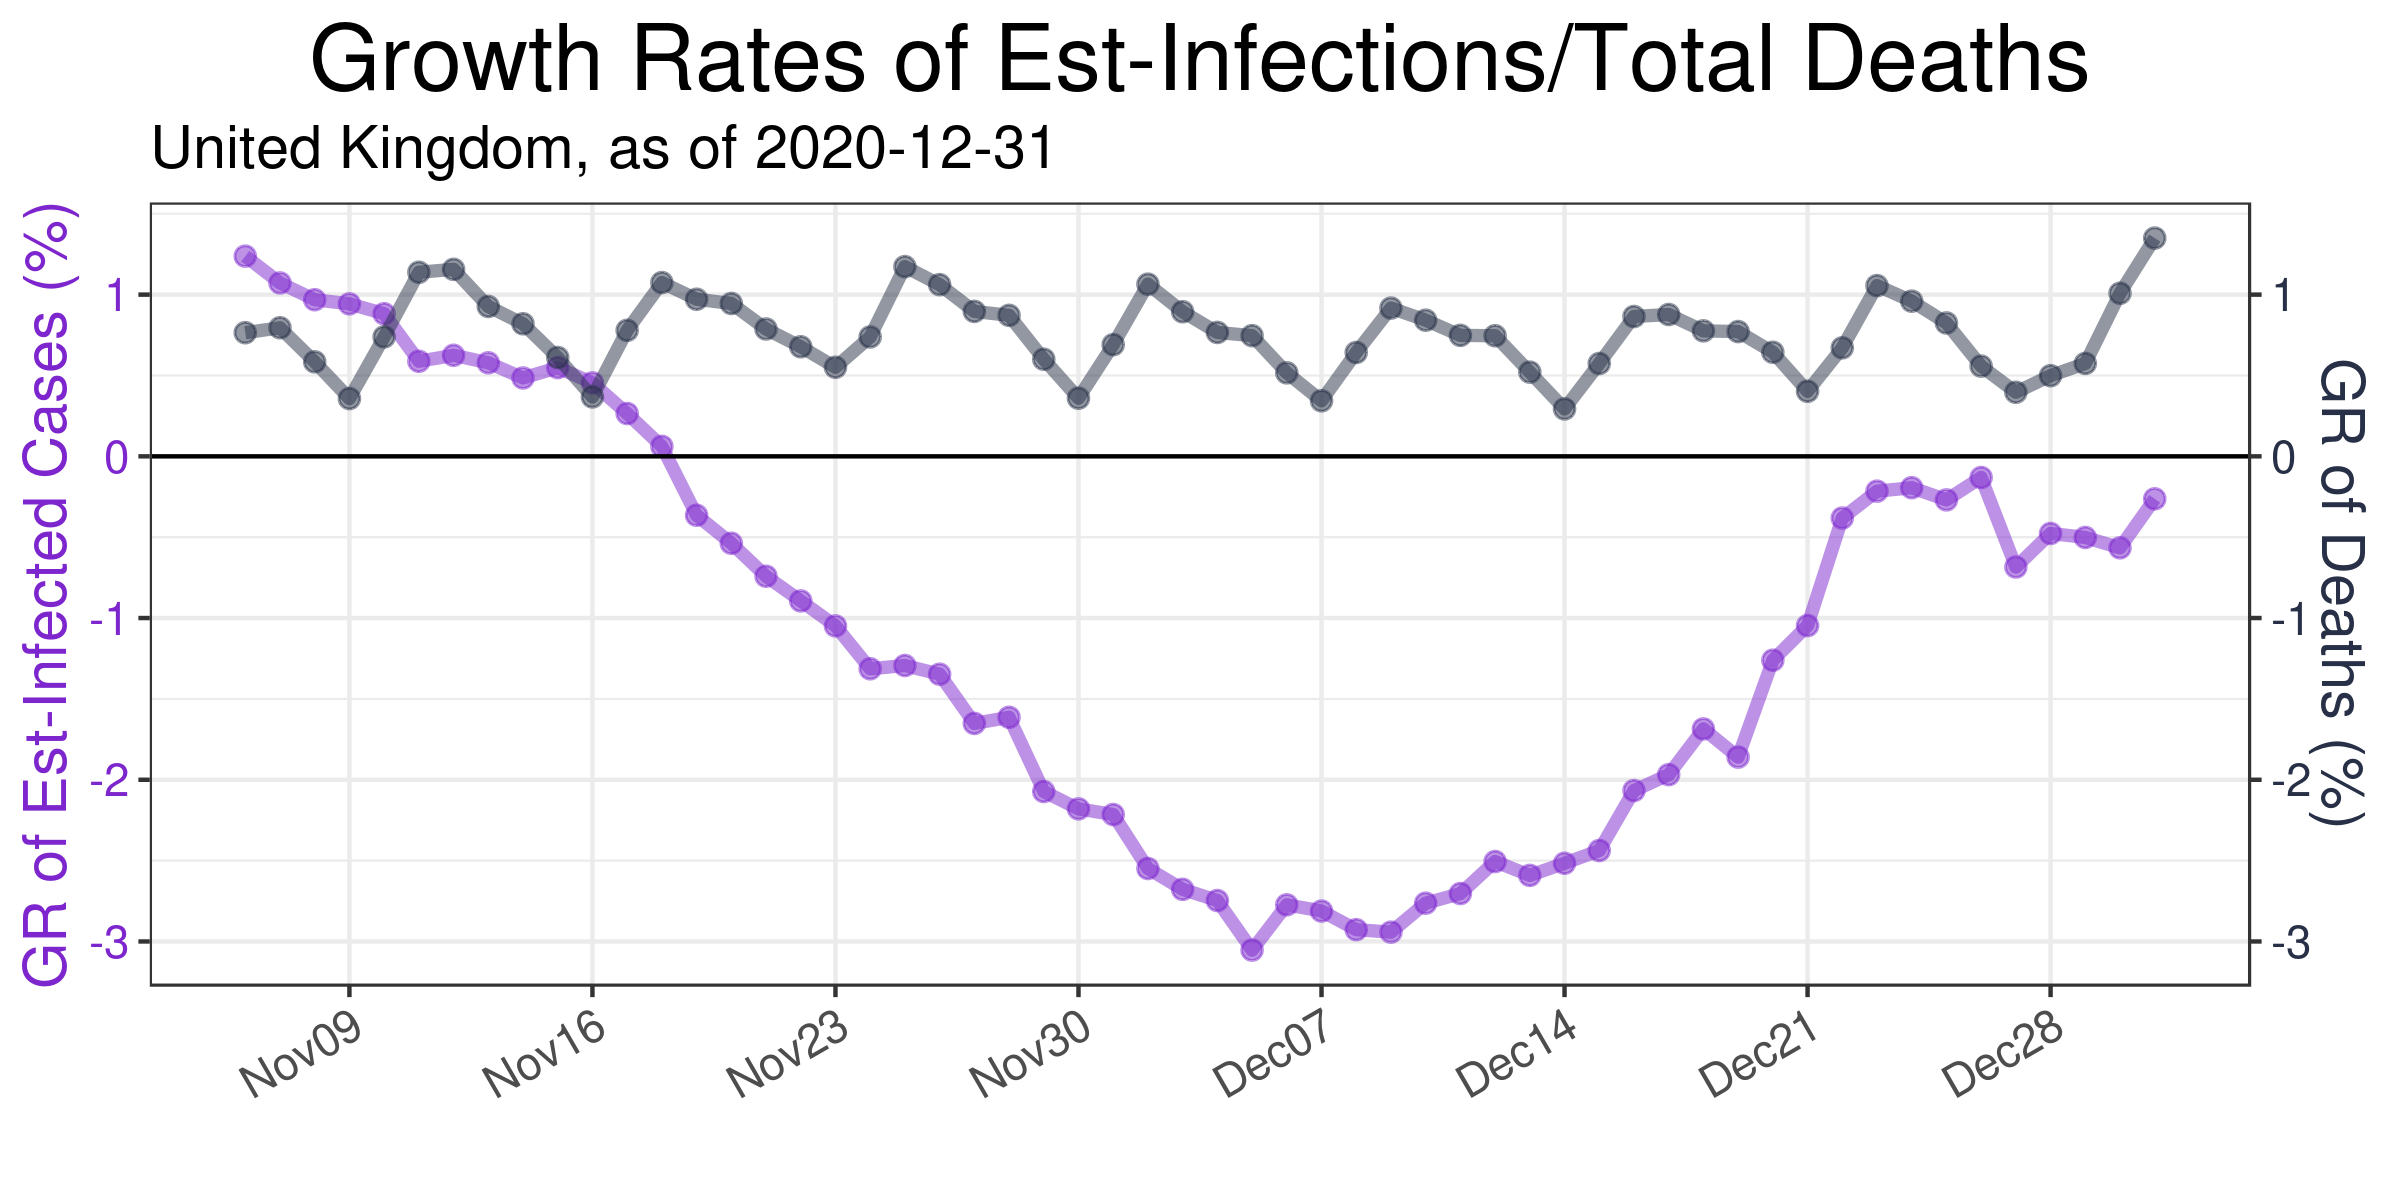 Growth Rates of Est-Infections/Total Deaths
United Kingdom, as of 2020-12-31
GR of Est-Infected Cases (%)
1
0
-1
-2
-3
1
0
-1
-2
-3
GR of Deaths (%)
Nov09
Nov16
Nov23
Nov30
Dec07
Dec14
Dec21
Dec28